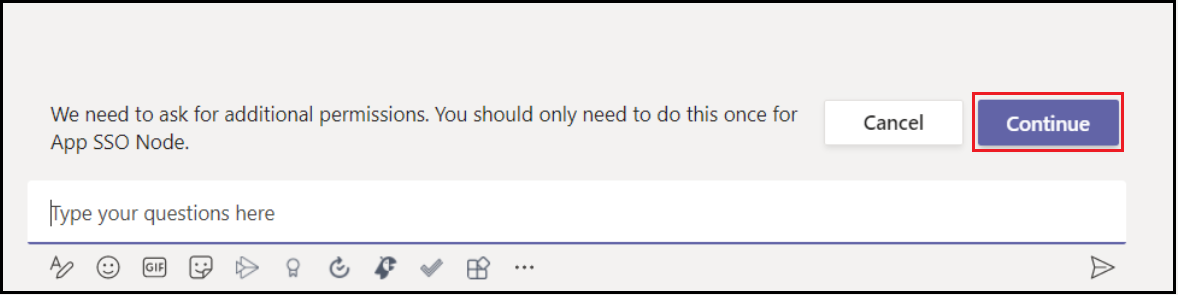 We need to ask for additional permissions. You should only need to do this once for
App SSO Node.
Cancel
Continue
Type your questions here
GIF